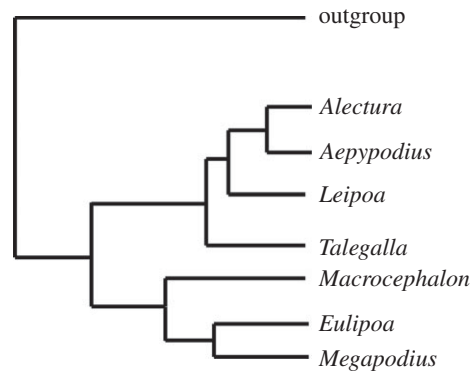 outgroup
Alectura
Aepypodius
Leipoa
Talegalla
Macrocephalon
Eulipoa
Megapodius